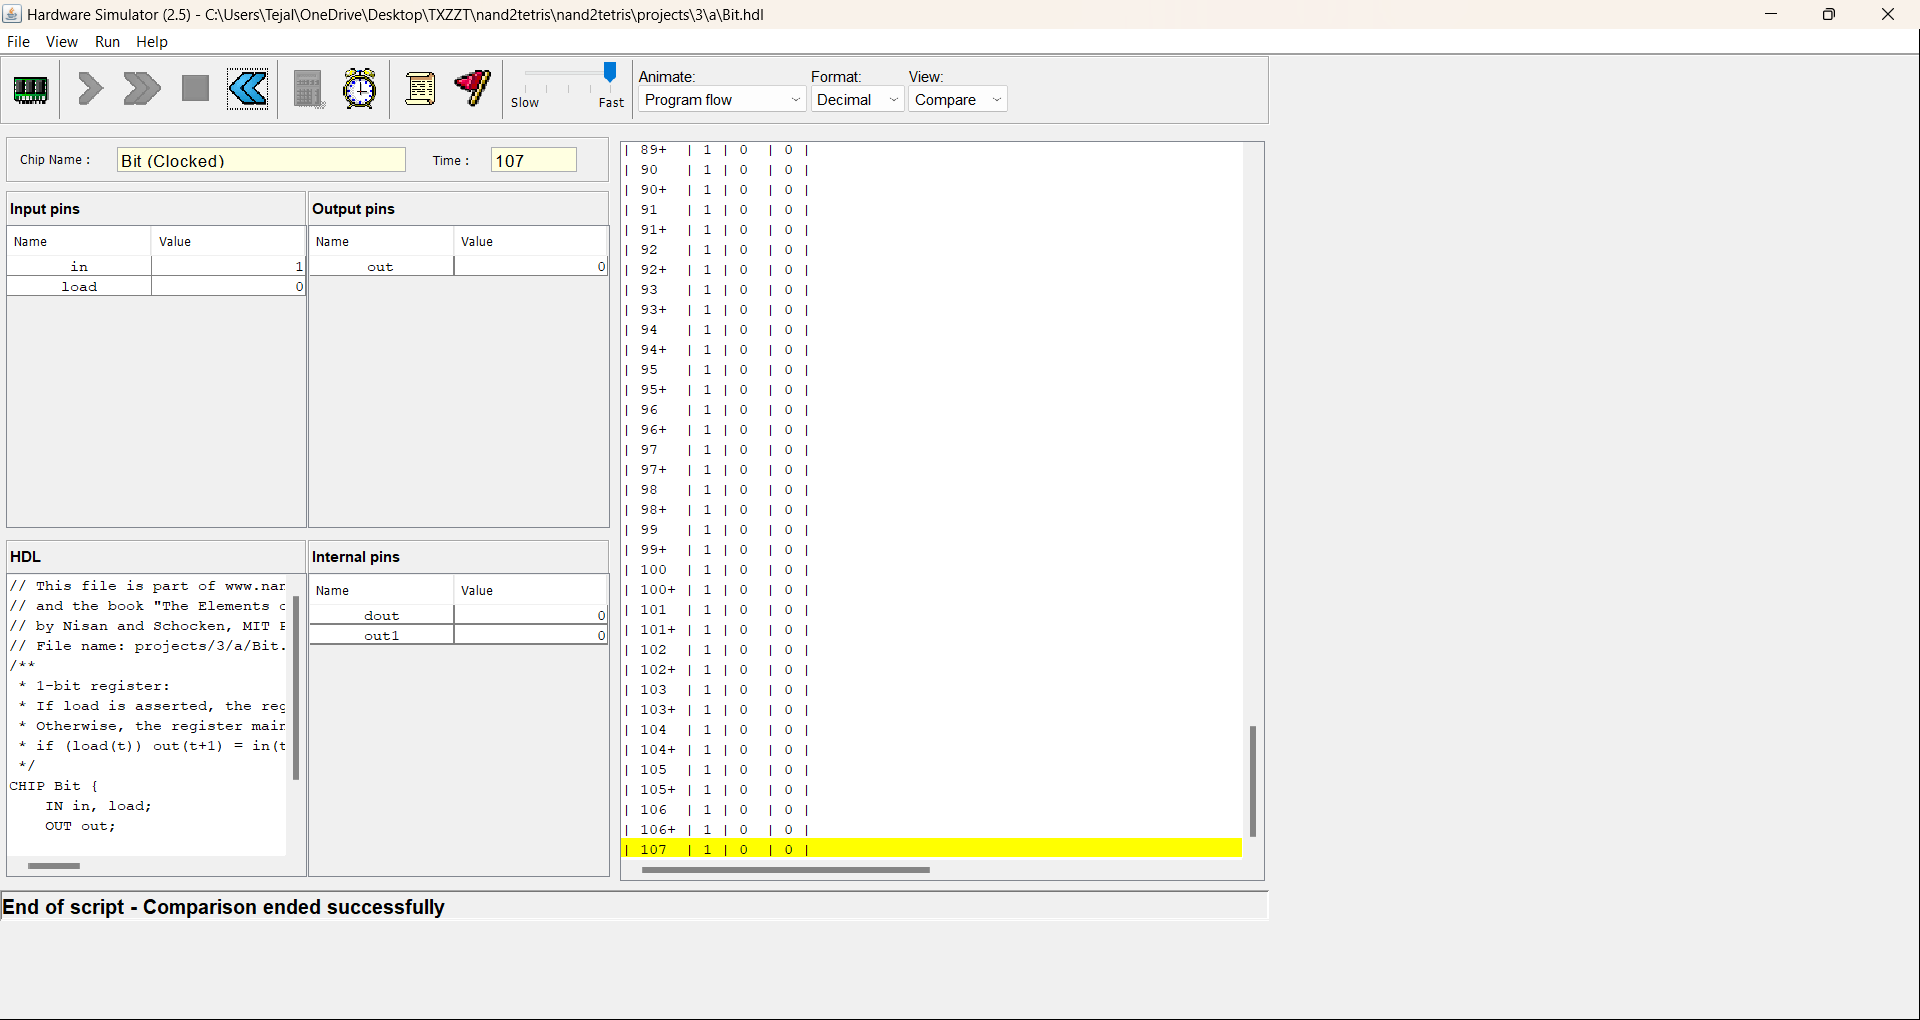 Hardware Simulator (2.5) - C:\Users\Tejal\OneDrive\Desktop\TXZZT\nand2tetris\nand2tetris\projects\3\a\Bit.hdl
File View Run Help
Slow Fast
Animate: Format: View:
Program flow Decimal Compare
Chip Name : Bit (Clocked) Time : 107
Input pins
Name Value
in 1
load 0
Output pins
Name Value
out 0
HDL
// This file is part of www.nan
// and the book "The Elements o
// by Nisan and Schocken, MIT P
// File name: projects/3/a/Bit.
/**
* 1-bit register:
* If load is asserted, the reg
* Otherwise, the register main
* if (load(t)) out(t+1) = in(t
*/
CHIP Bit {
IN in, load;
OUT out;
Internal pins
Name Value
dout 0
out1 0
| 89+ | 1 | 0 | 0 |
| 90 | 1 | 0 | 0 |
| 90+ | 1 | 0 | 0 |
| 91 | 1 | 0 | 0 |
| 91+ | 1 | 0 | 0 |
| 92 | 1 | 0 | 0 |
| 92+ | 1 | 0 | 0 |
| 93 | 1 | 0 | 0 |
| 93+ | 1 | 0 | 0 |
| 94 | 1 | 0 | 0 |
| 94+ | 1 | 0 | 0 |
| 95 | 1 | 0 | 0 |
| 95+ | 1 | 0 | 0 |
| 96 | 1 | 0 | 0 |
| 96+ | 1 | 0 | 0 |
| 97 | 1 | 0 | 0 |
| 97+ | 1 | 0 | 0 |
| 98 | 1 | 0 | 0 |
| 98+ | 1 | 0 | 0 |
| 99 | 1 | 0 | 0 |
| 99+ | 1 | 0 | 0 |
| 100 | 1 | 0 | 0 |
| 100+ | 1 | 0 | 0 |
| 101 | 1 | 0 | 0 |
| 101+ | 1 | 0 | 0 |
| 102 | 1 | 0 | 0 |
| 102+ | 1 | 0 | 0 |
| 103 | 1 | 0 | 0 |
| 103+ | 1 | 0 | 0 |
| 104 | 1 | 0 | 0 |
| 104+ | 1 | 0 | 0 |
| 105 | 1 | 0 | 0 |
| 105+ | 1 | 0 | 0 |
| 106 | 1 | 0 | 0 |
| 106+ | 1 | 0 | 0 |
| 107 | 1 | 0 | 0 |
End of script - Comparison ended successfully